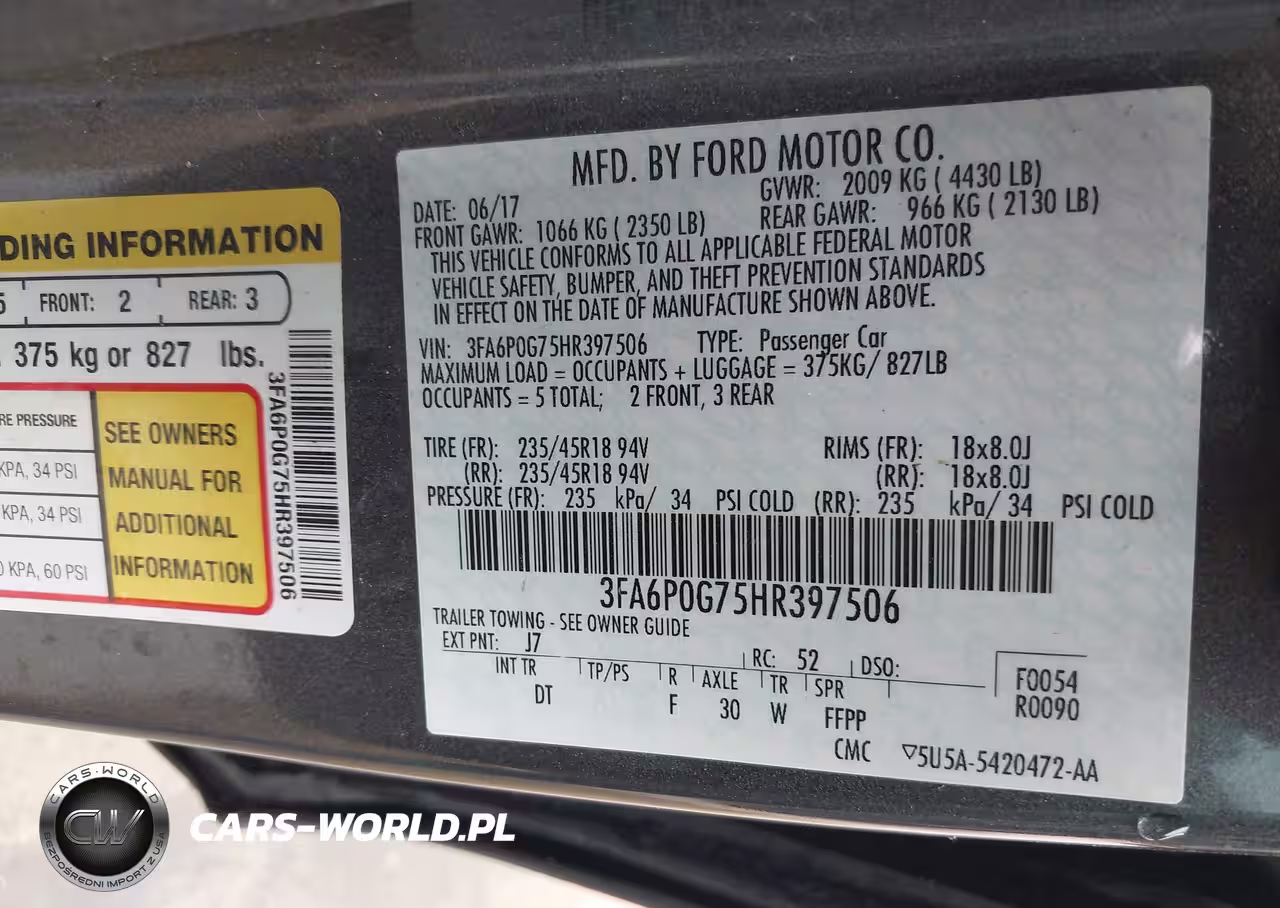 DING INFORMATION
5 FRONT: 2 REAR: 3
375 kg or 827 lbs.
RE PRESSURE
KPA, 34 PSI
KPA, 34 PSI
0 KPA, 60 PSI
SEE OWNERS
MANUAL FOR
ADDITIONAL
INFORMATION
3FA6P0G75HR397506
MFD. BY FORD MOTOR CO.
DATE: 06/17 GVWR: 2009 KG ( 4430 LB)
FRONT GAWR: 1066 KG ( 2350 LB) REAR GAWR: 966 KG ( 2130 LB)
THIS VEHICLE CONFORMS TO ALL APPLICABLE FEDERAL MOTOR
VEHICLE SAFETY, BUMPER, AND THEFT PREVENTION STANDARDS
IN EFFECT ON THE DATE OF MANUFACTURE SHOWN ABOVE.
VIN: 3FA6P0G75HR397506 TYPE: Passenger Car
MAXIMUM LOAD = OCCUPANTS + LUGGAGE = 375KG/ 827LB
OCCUPANTS = 5 TOTAL; 2 FRONT, 3 REAR
TIRE (FR): 235/45R18 94V RIMS (FR): 18x8.0J
(RR): 235/45R18 94V (RR): 18x8.0J
PRESSURE (FR): 235 kPa/ 34 PSI COLD (RR): 235 kPa/ 34 PSI COLD
3FA6P0G75HR397506
TRAILER TOWING - SEE OWNER GUIDE
EXT PNT: J7 RC: 52 DSO:
INT TR TP/PS R AXLE TR SPR F0054
DT F 30 W FFPP R0090
CMC ▽5U5A-5420472-AA
CARS-WORLD
CW
BEZPOŚREDNI IMPORT Z USA
CARS-WORLD.PL